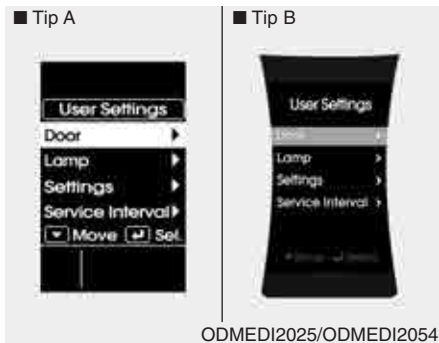 ■ Tip A
User Settings
Door
Lamp
Settings
Service Interval
Move Sel.
■ Tip B
User Settings
Door
Lamp
Settings
Service Interval
ODMEDI2025/ODMEDI2054